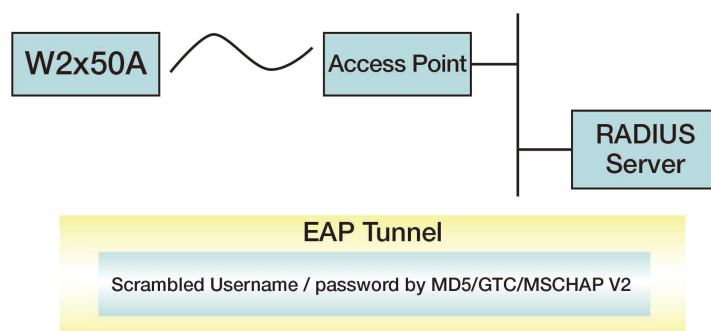 W2x50A
Access Point
RADIUS
Server
EAP Tunnel
Scrambled Username / password by MD5/GTC/MSCHAP V2